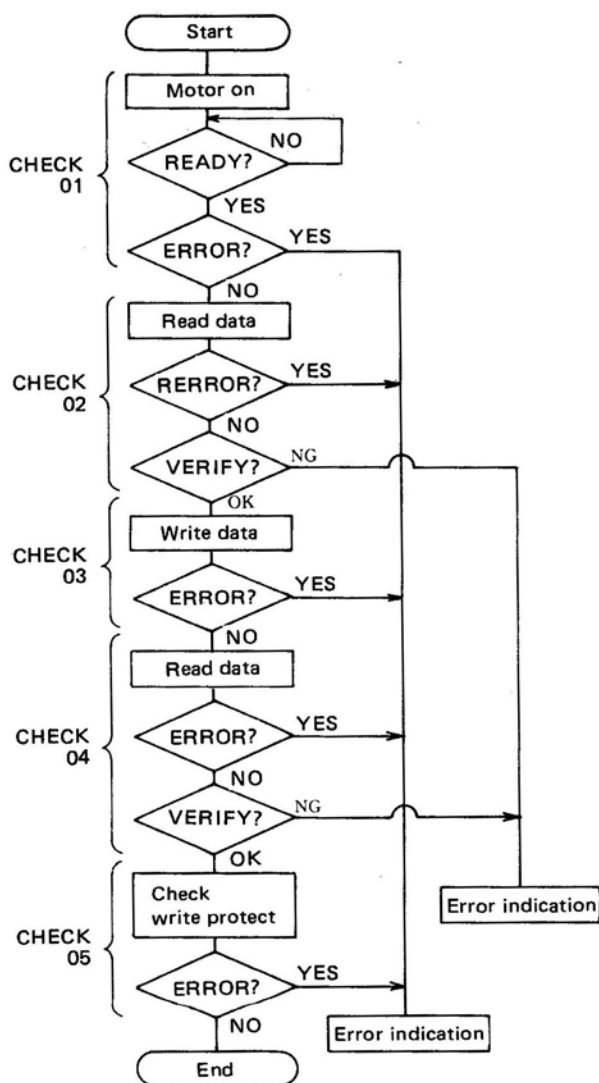 Start
CHECK
01
Motor on
READY?
NO
YES
ERROR?
YES
NO
CHECK
02
Read data
RERROR?
YES
NO
VERIFY?
NG
OK
CHECK
03
Write data
ERROR?
YES
NO
CHECK
04
Read data
ERROR?
YES
NO
VERIFY?
NG
OK
CHECK
05
Check
write protect
ERROR?
YES
NO
End
Error indication
Error indication